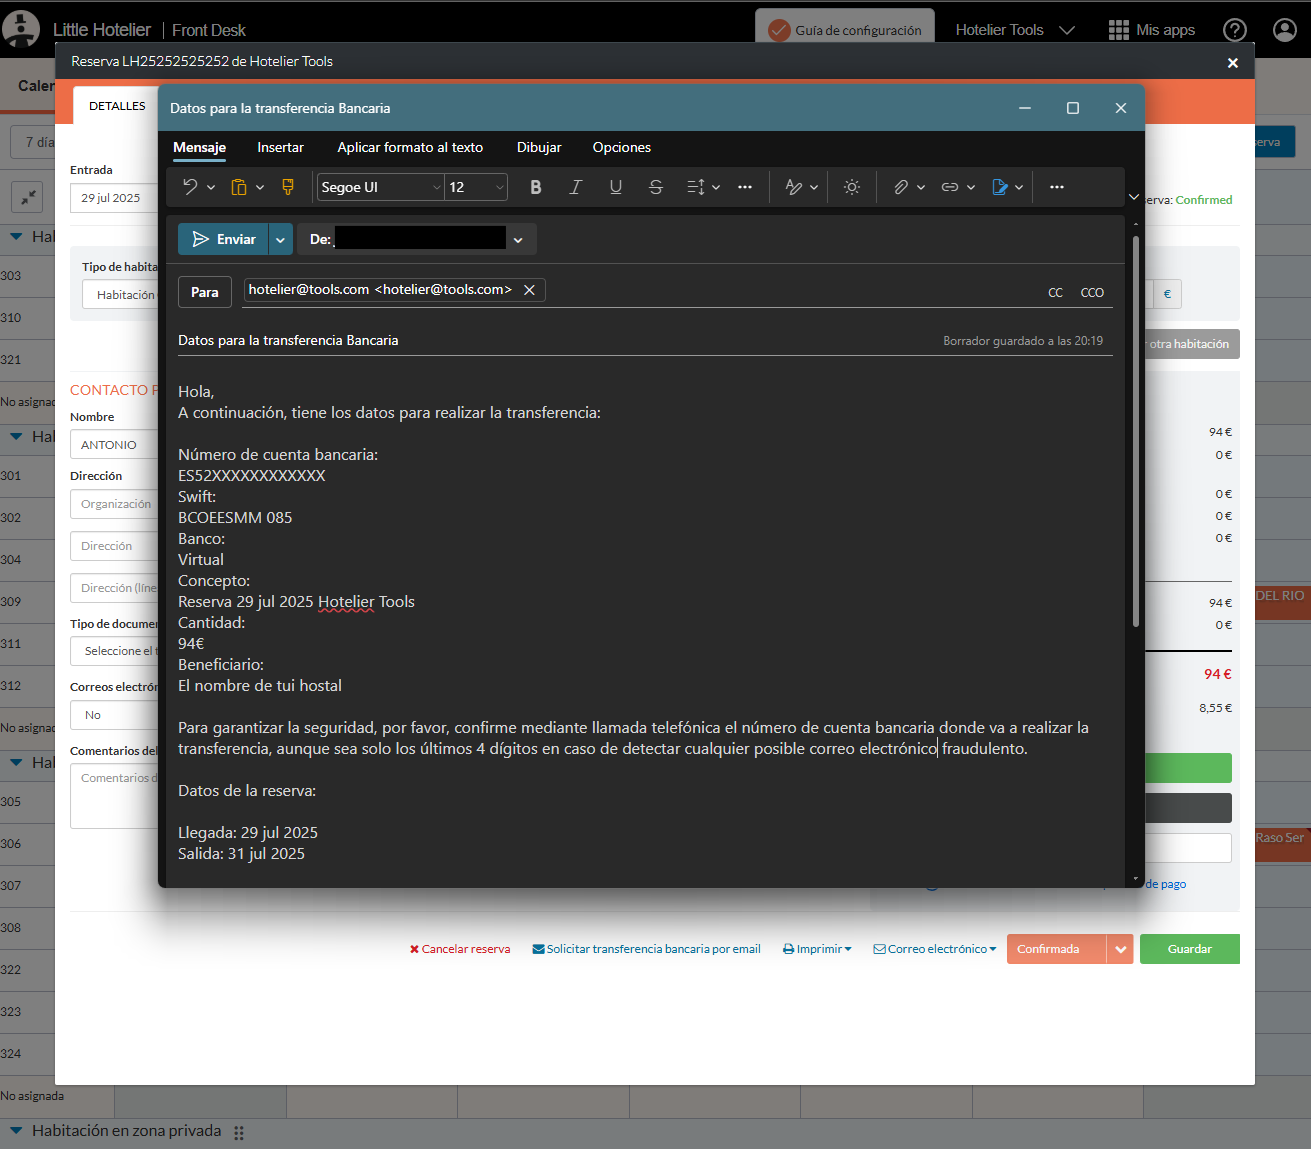 Little Hotelier | Front Desk
Guía de configuración
Hotelier Tools
Mis apps
Reserva LH25252525252 de Hotelier Tools
Caler
DETALLES
7 día
erva
Datos para la transferencia Bancaria
Mensaje Insertar Aplicar formato al texto Dibujar Opciones
Segoe UI 12
Entrada
29 jul 2025
erva: Confirmed
Enviar De:
Para hotelier@tools.com <hotelier@tools.com> CC CCO
Datos para la transferencia Bancaria Borrador guardado a las 20:19
Hola,
A continuación, tiene los datos para realizar la transferencia:
Número de cuenta bancaria:
ES52XXXXXXXXXXXX
Swift:
BCOEESMM 085
Banco:
Virtual
Concepto:
Reserva 29 jul 2025 Hotelier Tools
Cantidad:
94€
Beneficiario:
El nombre de tui hostal
Para garantizar la seguridad, por favor, confirme mediante llamada telefónica el número de cuenta bancaria donde va a realizar la
transferencia, aunque sea solo los últimos 4 dígitos en caso de detectar cualquier posible correo electrónico fraudulento.
Datos de la reserva:
Llegada: 29 jul 2025
Salida: 31 jul 2025
Hal
303
310
321
No asignad
Hal
301
302
304
309
311
312
No asignad
Hal
305
306
307
308
322
323
324
No asignada
Habitación en zona privada
Tipo de habita
Habitación
€
otra habitación
CONTACTO P
Nombre
ANTONIO
Dirección
Organización
Dirección
Dirección (líne
Tipo de documen
Seleccione el t
Correos electrón
No
Comentarios del
Comentarios d
94 €
0 €
0 €
0 €
0 €
94 €
0 €
94 €
8,55 €
DEL RIO
Raso Ser
de pago
Cancelar reserva
Solicitar transferencia bancaria por email
Imprimir
Correo electrónico
Confirmada
Guardar